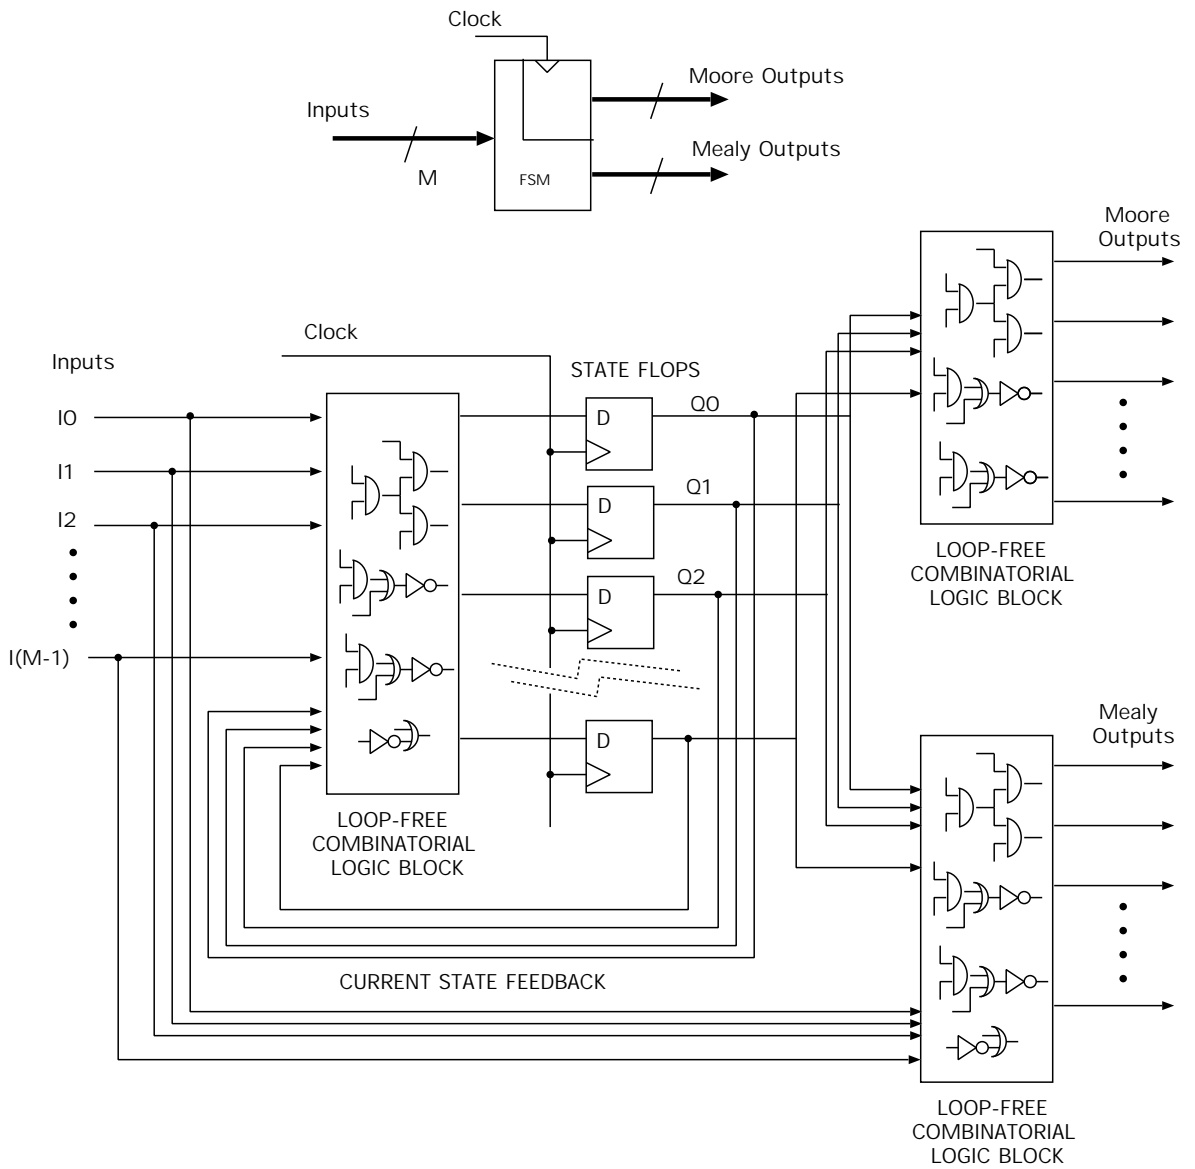 Clock
Moore Outputs
Inputs
Mealy Outputs
M
FSM
Moore
Outputs
Clock
Inputs
STATE FLOPS
I0
D
Q0
I1
D
Q1
I2
D
Q2
LOOP-FREE
COMBINATORIAL
LOGIC BLOCK
I(M-1)
D
Mealy
Outputs
LOOP-FREE
COMBINATORIAL
LOGIC BLOCK
CURRENT STATE FEEDBACK
LOOP-FREE
COMBINATORIAL
LOGIC BLOCK